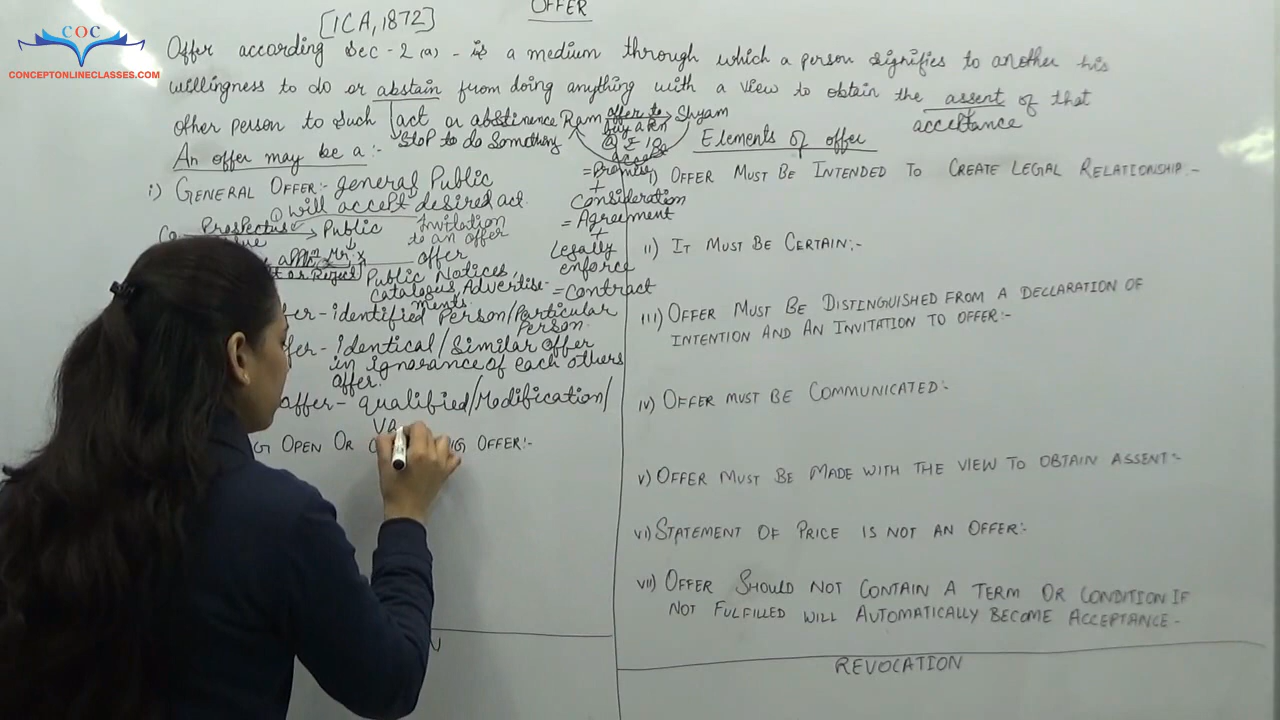 COC
CONCEPTONLINECLASSES.COM
OFFER
[ICA, 1872]
Offer according Sec-2(a) - is a medium through which a person signifies to another his
willingness to do or abstain from doing anything with a view to obtain the assent of that
other person to such act or abstinence
acceptance
Stop to do Something
Ram offer to Shyam
buy a pen
accept
= Promise
+
Consideration
= Agreement
+
Legally
enforce
= Contract
An offer may be a :-
i) GENERAL OFFER:- general Public
① will accept desired act.
Co. Prospectus Public Invitation
to an offer
Mr. X offer
or Reject Public Notices,
Catalogus, Advertise-
ments.
fer - identified Person/Particular
Person.
fer - identical/Similar offer
in ignorance of each others
offer.
offer - qualified/Modification/
Va
G OPEN OR G OFFER:-
Elements of offer
i) OFFER MUST BE INTENDED TO CREATE LEGAL RELATIONSHIP:-
ii) IT MUST BE CERTAIN:-
iii) OFFER MUST BE DISTINGUISHED FROM A DECLARATION OF
INTENTION AND AN INVITATION TO OFFER:-
iv) OFFER MUST BE COMMUNICATED:-
v) OFFER MUST BE MADE WITH THE VIEW TO OBTAIN ASSENT:-
vi) STATEMENT OF PRICE IS NOT AN OFFER:-
vii) OFFER SHOULD NOT CONTAIN A TERM OR CONDITION IF
NOT FULFILLED WILL AUTOMATICALLY BECOME ACCEPTANCE-
REVOCATION